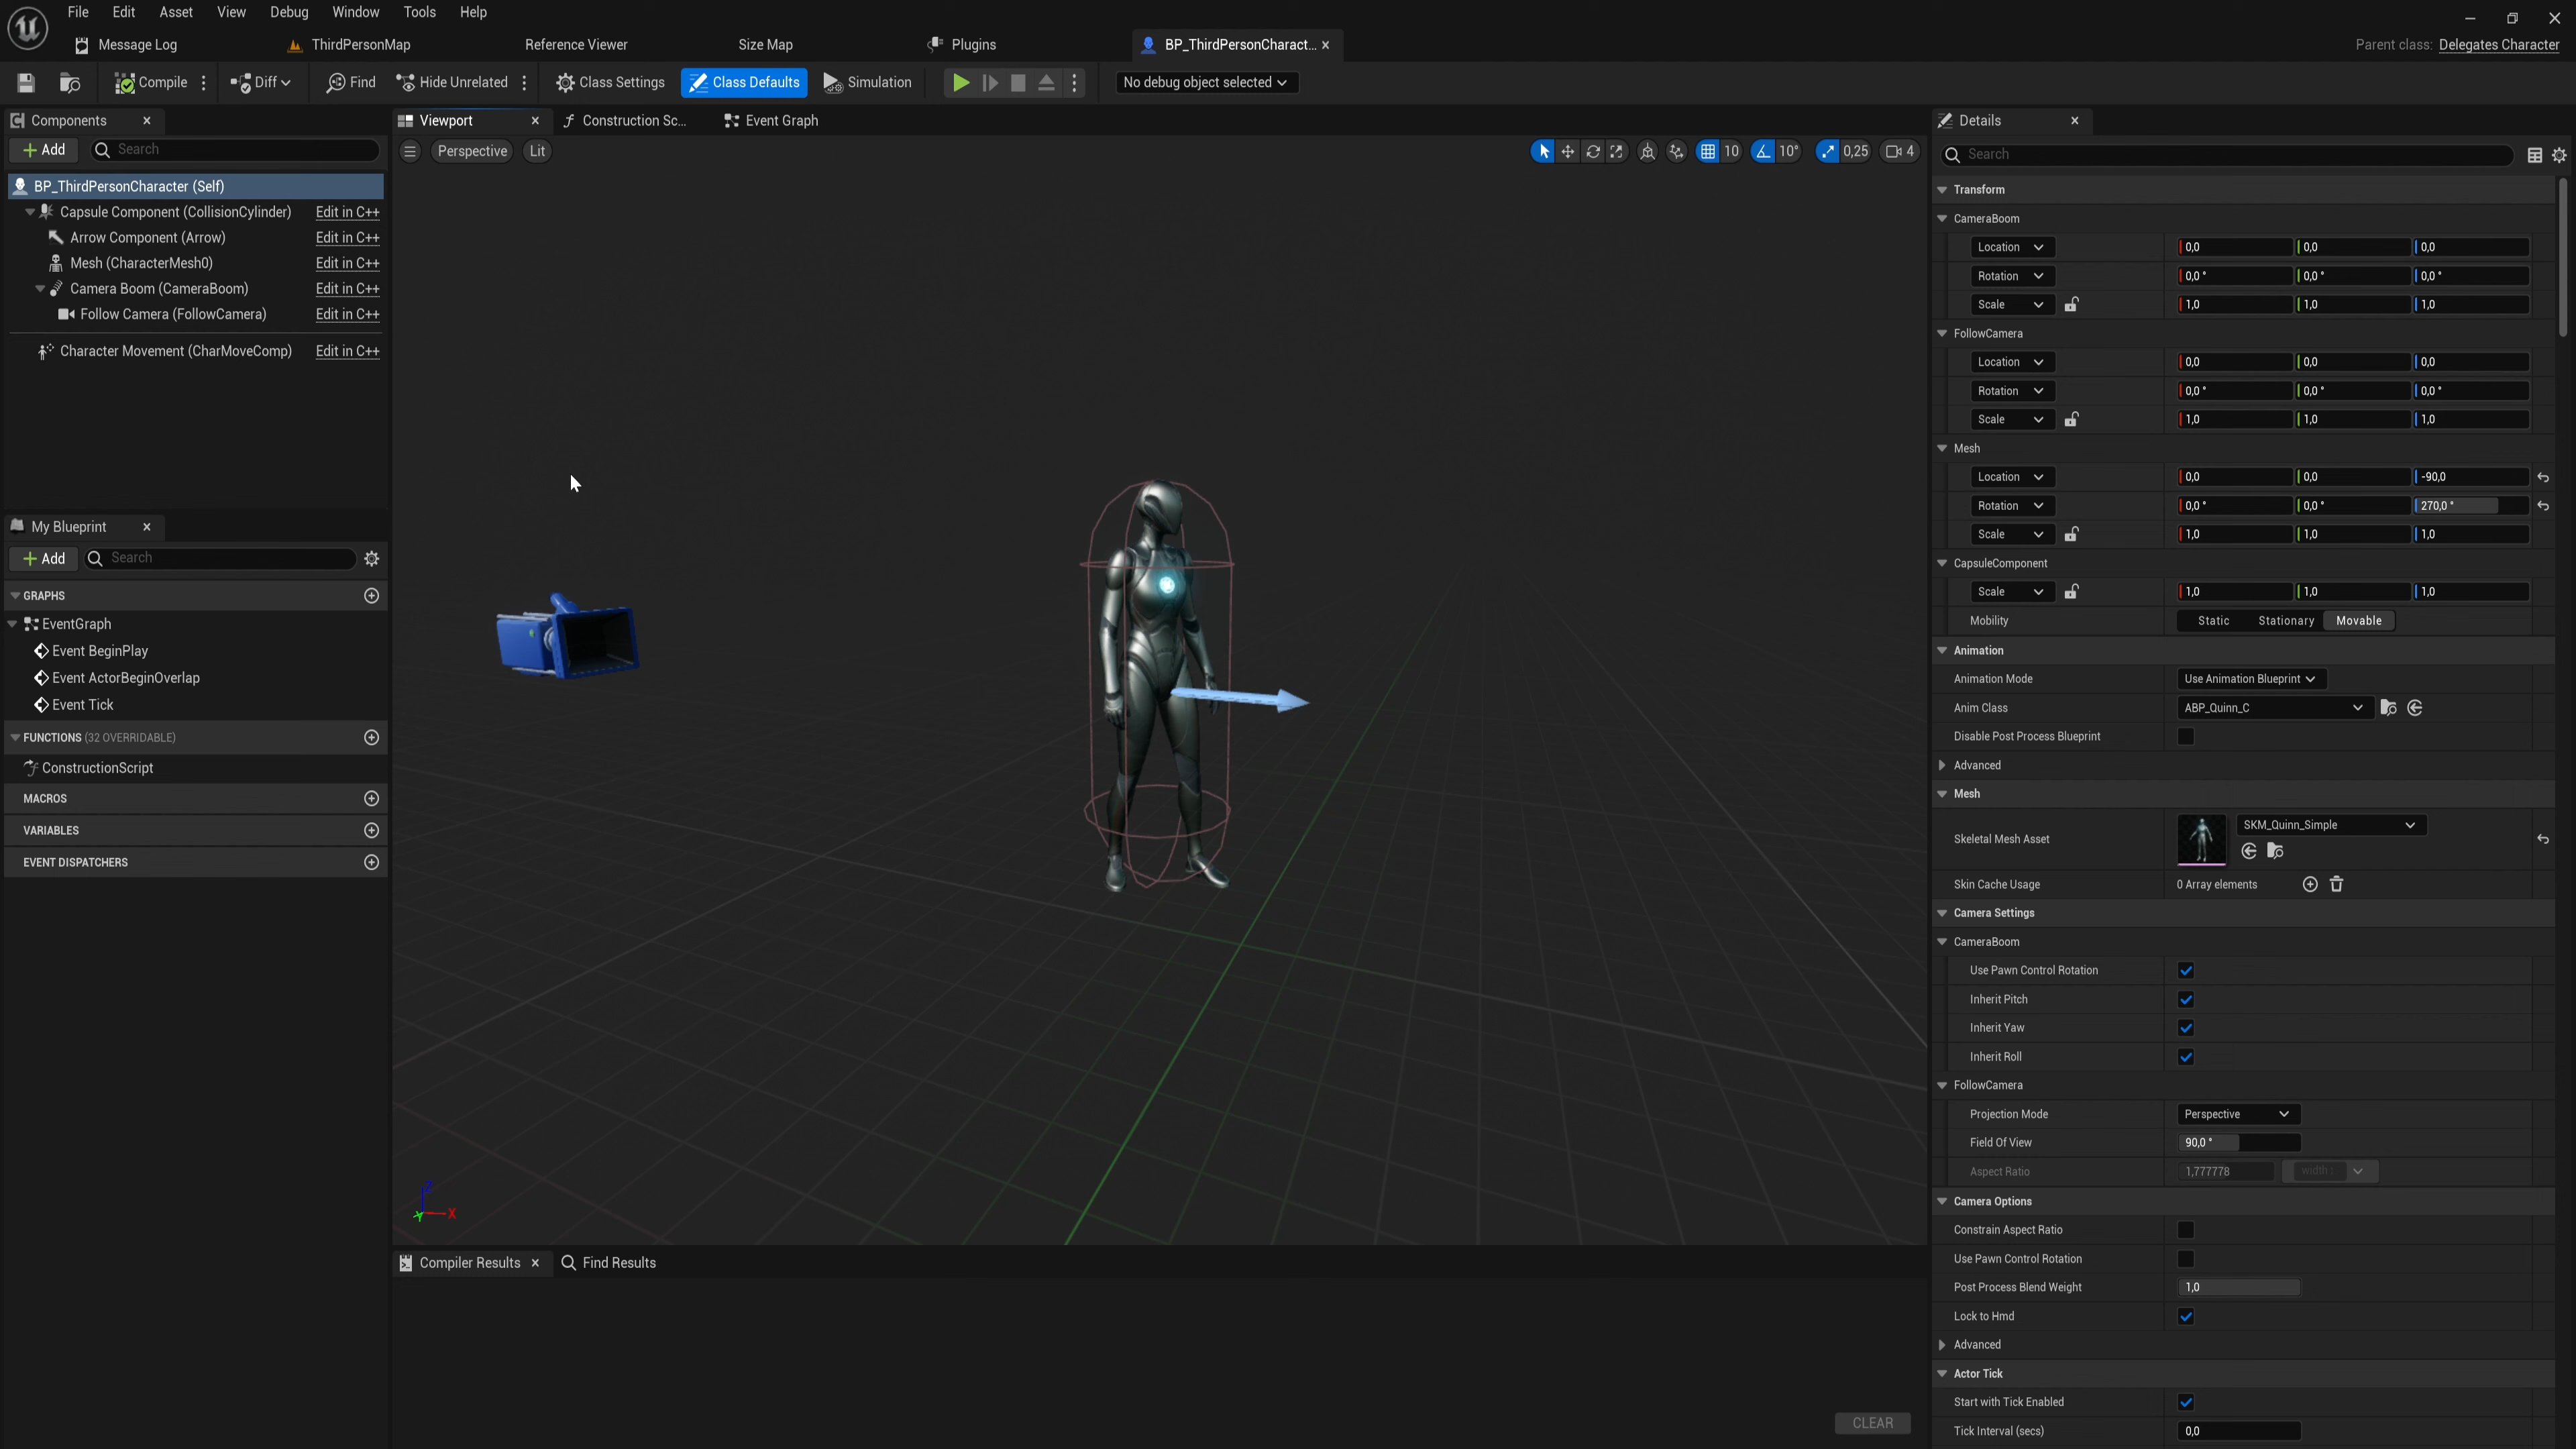 File Edit Asset View Debug Window Tools Help
Message Log ThirdPersonMap Reference Viewer Size Map Plugins BP_ThirdPersonCharact... Parent class: Delegates Character
Compile Diff Find Hide Unrelated Class Settings Class Defaults Simulation No debug object selected
Components
Add Search
BP_ThirdPersonCharacter (Self)
Capsule Component (CollisionCylinder) Edit in C++
Arrow Component (Arrow) Edit in C++
Mesh (CharacterMesh0) Edit in C++
Camera Boom (CameraBoom) Edit in C++
Follow Camera (FollowCamera) Edit in C++
Character Movement (CharMoveComp) Edit in C++
My Blueprint
Add Search
GRAPHS
EventGraph
Event BeginPlay
Event ActorBeginOverlap
Event Tick
FUNCTIONS (32 OVERRIDABLE)
ConstructionScript
MACROS
VARIABLES
EVENT DISPATCHERS
Viewport Construction Sc... Event Graph
Perspective Lit 10 10° 0,25 4
Z
Y X
Compiler Results Find Results
CLEAR
Details
Search
Transform
CameraBoom
Location 0,0 0,0 0,0
Rotation 0,0 ° 0,0 ° 0,0 °
Scale 1,0 1,0 1,0
FollowCamera
Location 0,0 0,0 0,0
Rotation 0,0 ° 0,0 ° 0,0 °
Scale 1,0 1,0 1,0
Mesh
Location 0,0 0,0 -90,0
Rotation 0,0 ° 0,0 ° 270,0 °
Scale 1,0 1,0 1,0
CapsuleComponent
Scale 1,0 1,0 1,0
Mobility Static Stationary Movable
Animation
Animation Mode Use Animation Blueprint
Anim Class ABP_Quinn_C
Disable Post Process Blueprint
Advanced
Mesh
Skeletal Mesh Asset SKM_Quinn_Simple
Skin Cache Usage 0 Array elements
Camera Settings
CameraBoom
Use Pawn Control Rotation
Inherit Pitch
Inherit Yaw
Inherit Roll
FollowCamera
Projection Mode Perspective
Field Of View 90,0 °
Aspect Ratio 1,777778 width :
Camera Options
Constrain Aspect Ratio
Use Pawn Control Rotation
Post Process Blend Weight 1,0
Lock to Hmd
Advanced
Actor Tick
Start with Tick Enabled
Tick Interval (secs) 0,0